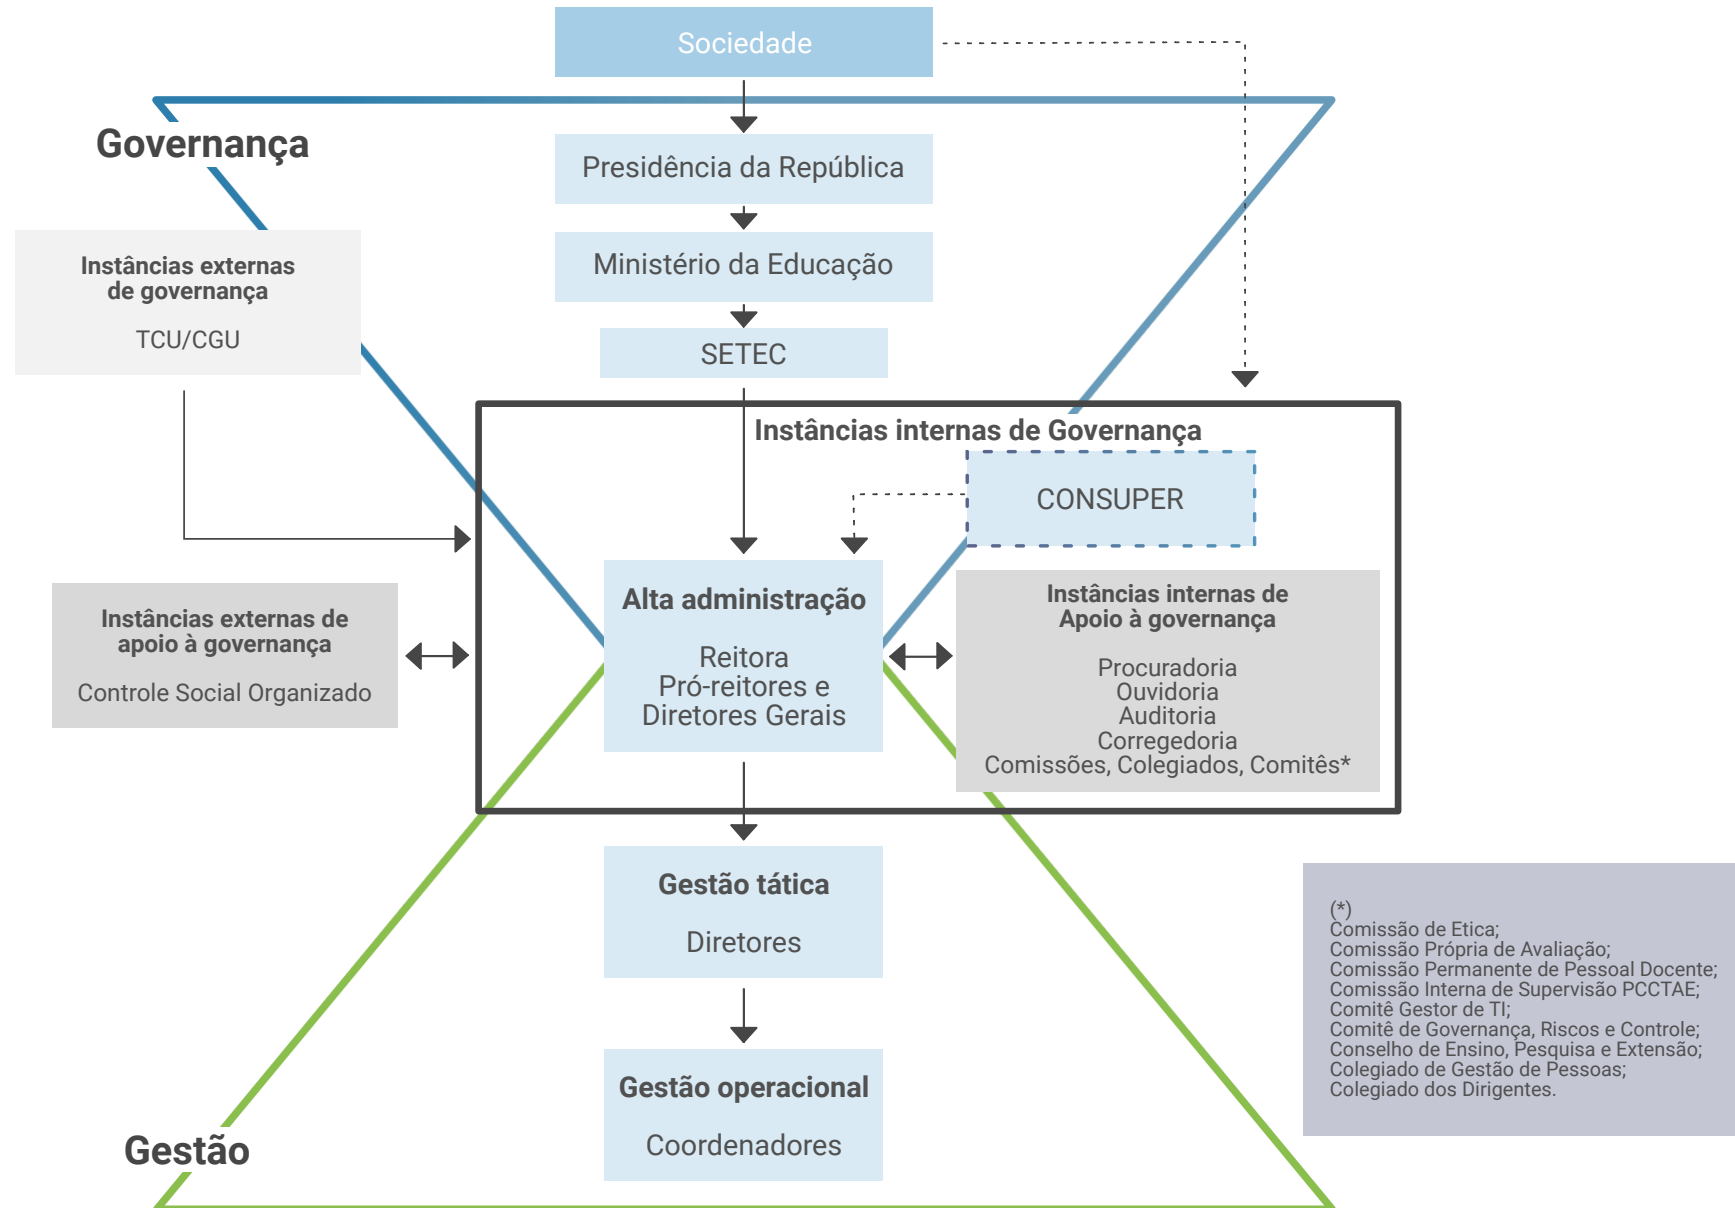 Sociedade
Governança
Presidência da República
Ministério da Educação
Instâncias externas
de governança
TCU/CGU
SETEC
Instâncias internas de Governança
CONSUPER
Alta administração
Reitora
Pró-reitores e
Diretores Gerais
Instâncias internas de
Apoio à governança
Procuradoria
Ouvidoria
Auditoria
Corregedoria
Comissões, Colegiados, Comitês*
Instâncias externas de
apoio à governança
Controle Social Organizado
Gestão tática
Diretores
(*)
Comissão de Etica;
Comissão Própria de Avaliação;
Comissão Permanente de Pessoal Docente;
Comissão Interna de Supervisão PCCTAE;
Comitê Gestor de TI;
Comitê de Governança, Riscos e Controle;
Conselho de Ensino, Pesquisa e Extensão;
Colegiado de Gestão de Pessoas;
Colegiado dos Dirigentes.
Gestão operacional
Coordenadores
Gestão